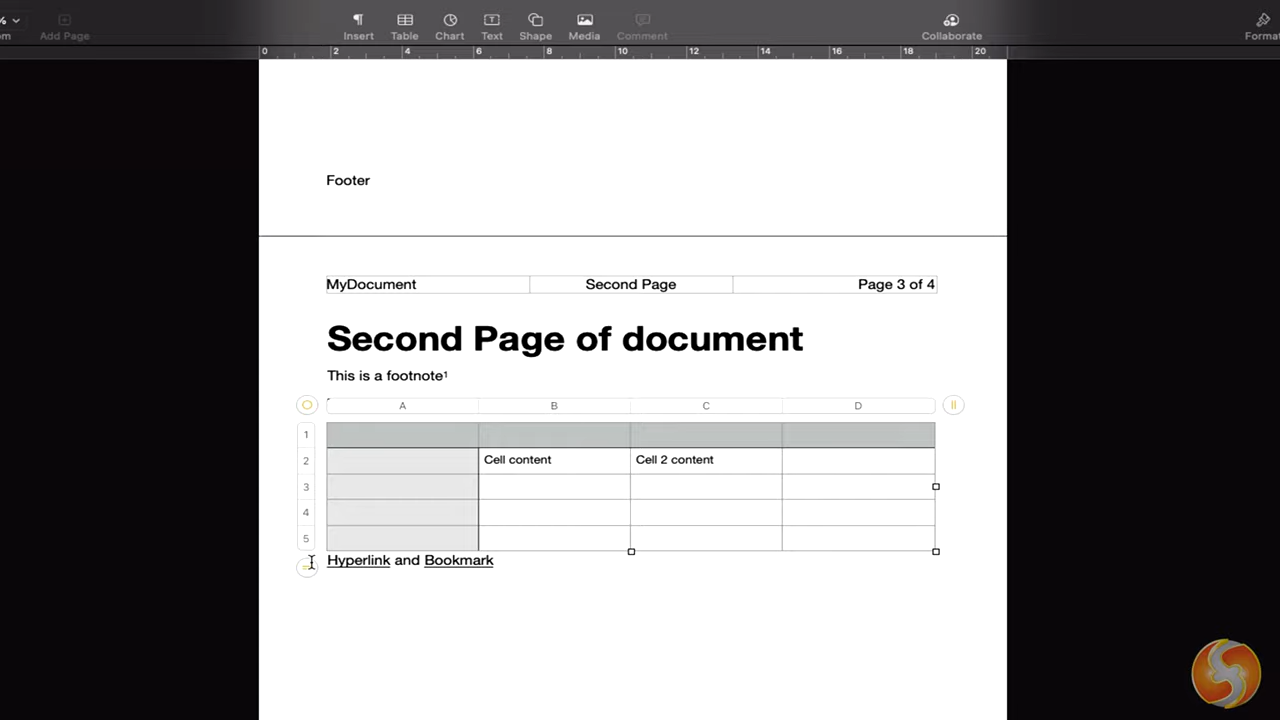 %
om
Add Page
Insert
Table
Chart
Text
Shape
Media
Comment
Collaborate
Format
0 2 4 6 8 10 12 14 16 18 20
Footer
MyDocument Second Page Page 3 of 4
Second Page of document
This is a footnote¹
A B C D
1
2 Cell content Cell 2 content
3
4
5
Hyperlink and Bookmark